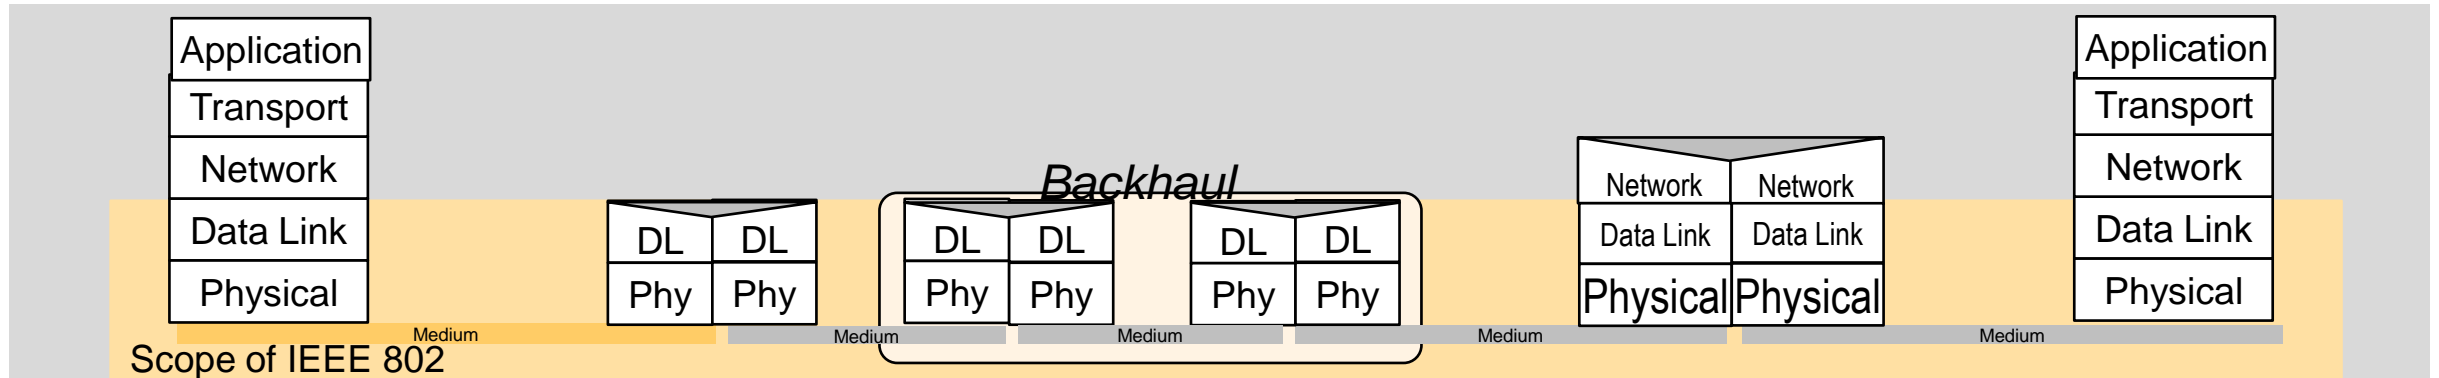 Application
Transport
Network
Data Link
Physical
DL DL
Phy Phy
Backhaul
DL DL
Phy Phy
DL DL
Phy Phy
Network Network
Data Link Data Link
Physical Physical
Application
Transport
Network
Data Link
Physical
Medium Medium Medium Medium Medium
Scope of IEEE 802